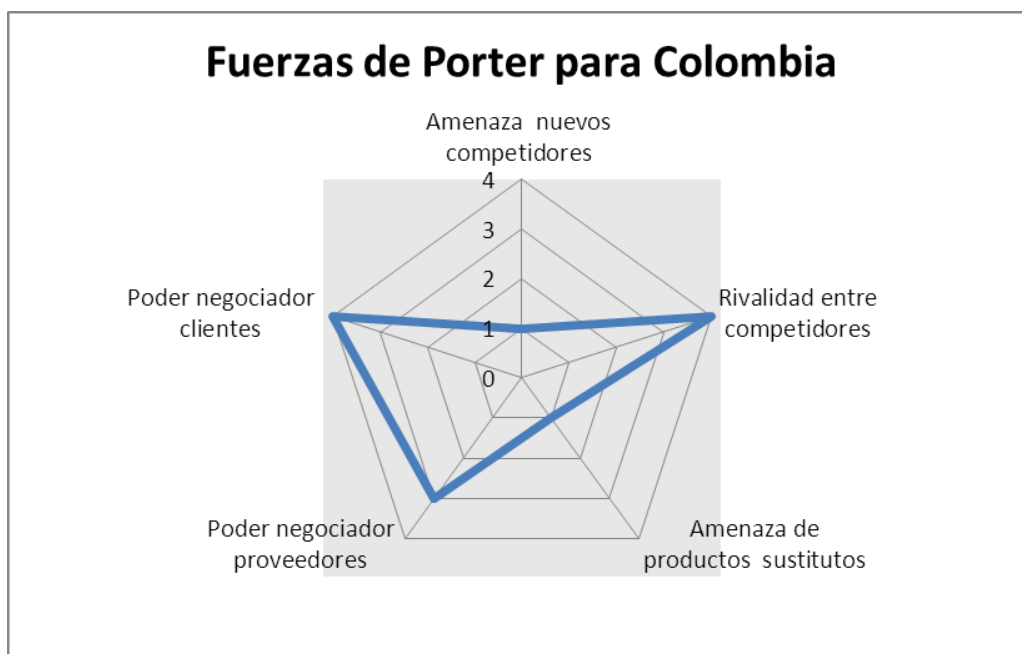 Fuerzas de Porter para Colombia
Amenaza nuevos
competidores
4
3
2
1
0
Rivalidad entre
competidores
Amenaza de
productos sustitutos
Poder negociador
proveedores
Poder negociador
clientes